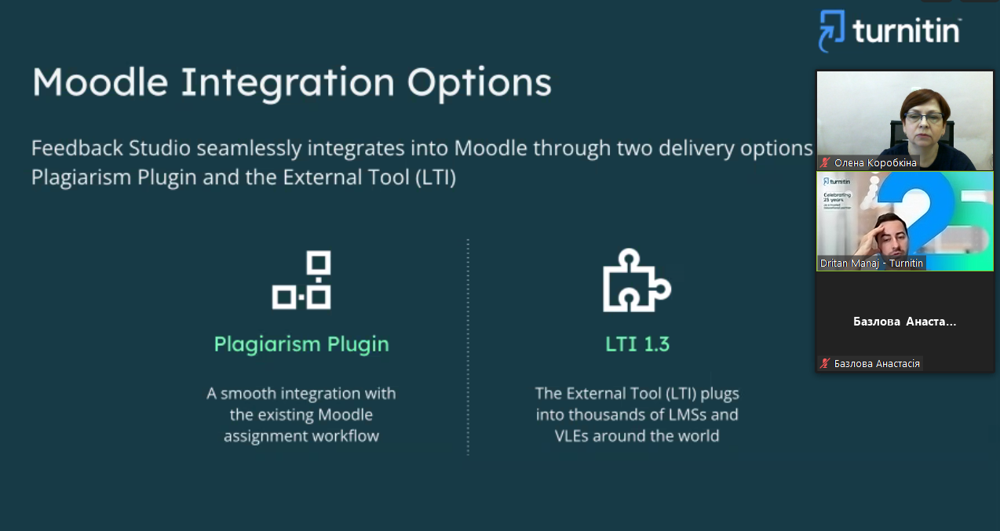 turnitin
Moodle Integration Options
Feedback Studio seamlessly integrates into Moodle through two delivery options
Plagiarism Plugin and the External Tool (LTI)
Plagiarism Plugin
A smooth integration with
the existing Moodle
assignment workflow
LTI 1.3
The External Tool (LTI) plugs
into thousands of LMSs and
VLEs around the world
Олена Коробкіна
turnitin
Celebrating
25 years
25
Dritan Manaj - Turnitin
Базлова Анаста...
Базлова Анастасія